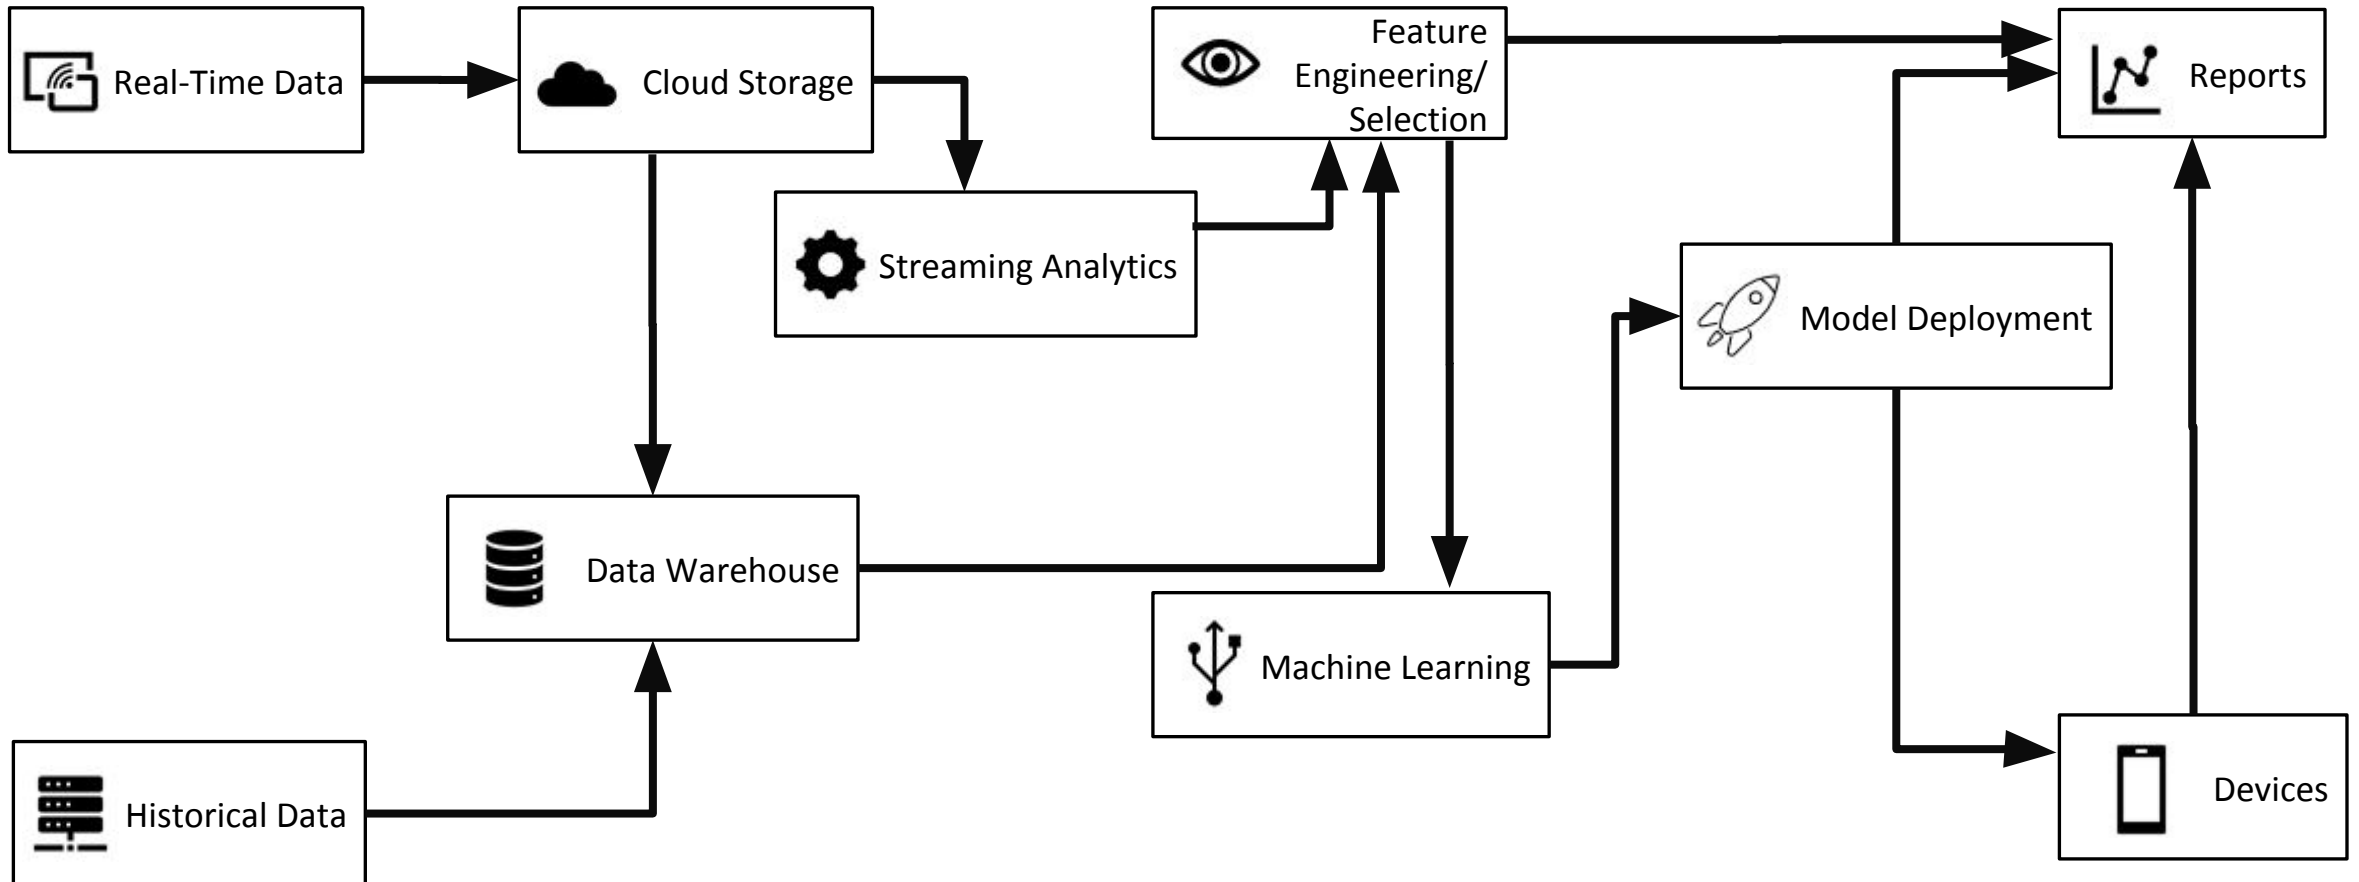 Real-Time Data
Cloud Storage
Feature
Engineering/
Selection
Reports
Streaming Analytics
Model Deployment
Data Warehouse
Machine Learning
Historical Data
Devices